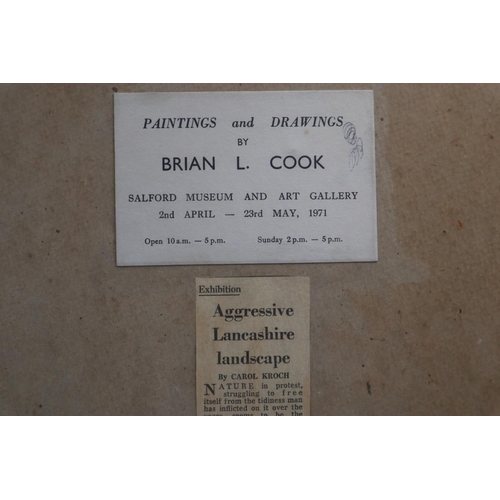 PAINTINGS and DRAWINGS
BY
BRIAN L. COOK
SALFORD MUSEUM AND ART GALLERY
2nd APRIL — 23rd MAY, 1971
Open 10 a.m. — 5 p.m. Sunday 2 p.m. — 5 p.m.
Exhibition
Aggressive
Lancashire
landscape
By CAROL KROCH
NATURE in protest,
struggling to free
itself from the tidiness man
has inflicted on it over the